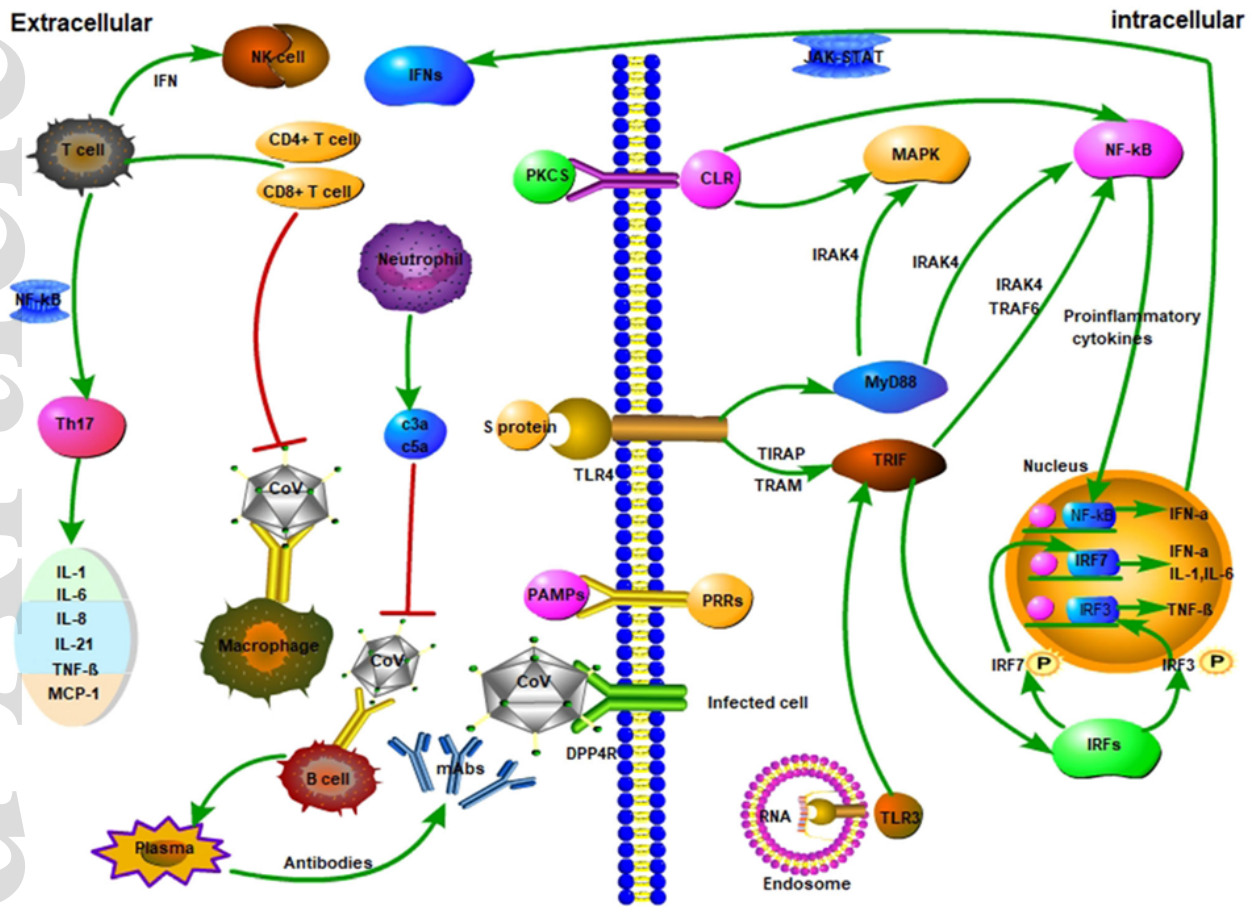 Extracellular
intracellular
NK cell
IFN
IFNs
JAK-STAT
T cell
CD4+ T cell
CD8+ T cell
PKCS
CLR
MAPK
NF-kB
Neutrophil
NF-kB
IRAK4
IRAK4
IRAK4
TRAF6
Proinflammatory
cytokines
Th17
c3a
c5a
S protein
TLR4
MyD88
TIRAP
TRAM
TRIF
Nucleus
CoV
NF-kB
IFN-a
IRF7
IFN-a
IL-1,IL-6
IRF3
TNF-ß
IL-1
IL-6
IL-8
IL-21
TNF-ß
MCP-1
Macrophage
CoV
PAMPs
PRRs
IRF7
P
IRF3
P
CoV
DPP4R
Infected cell
IRFs
B cell
mAbs
Plasma
Antibodies
RNA
TLR3
Endosome